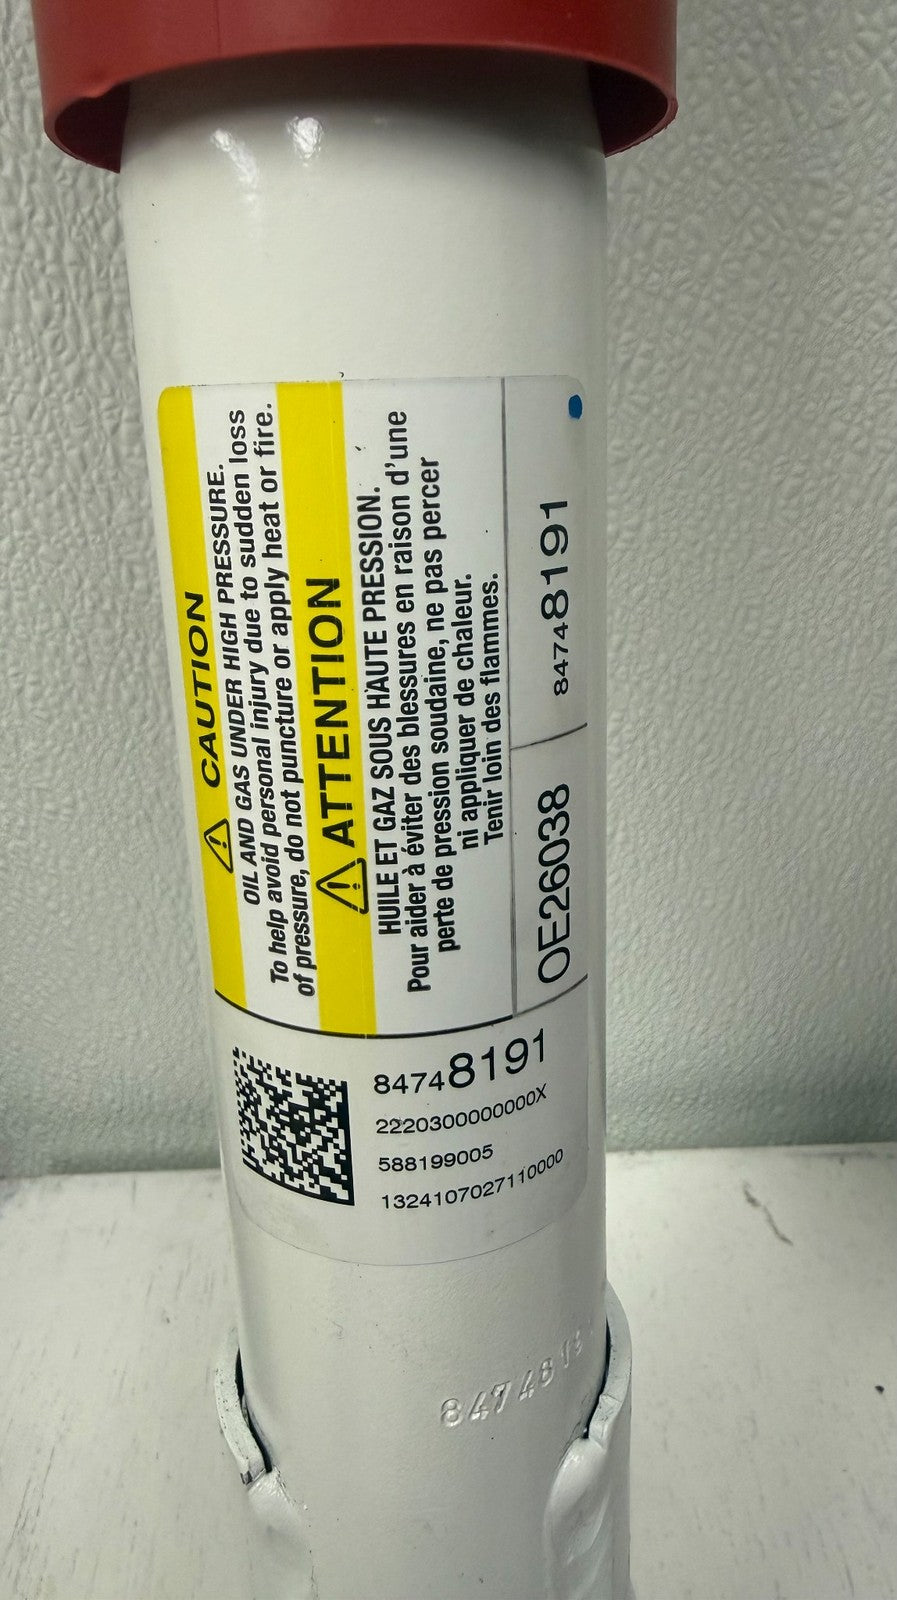 CAUTION
OIL AND GAS UNDER HIGH PRESSURE.
To help avoid personal injury due to sudden loss
of pressure, do not puncture or apply heat or fire.
ATTENTION
HUILE ET GAZ SOUS HAUTE PRESSION.
Pour aider à éviter des blessures en raison d'une
perte de pression soudaine, ne pas percer
ni appliquer de chaleur.
Tenir loin des flammes.
OE26038
84748191
84748191
2220300000000X
588199005
1324107027110000
8474819